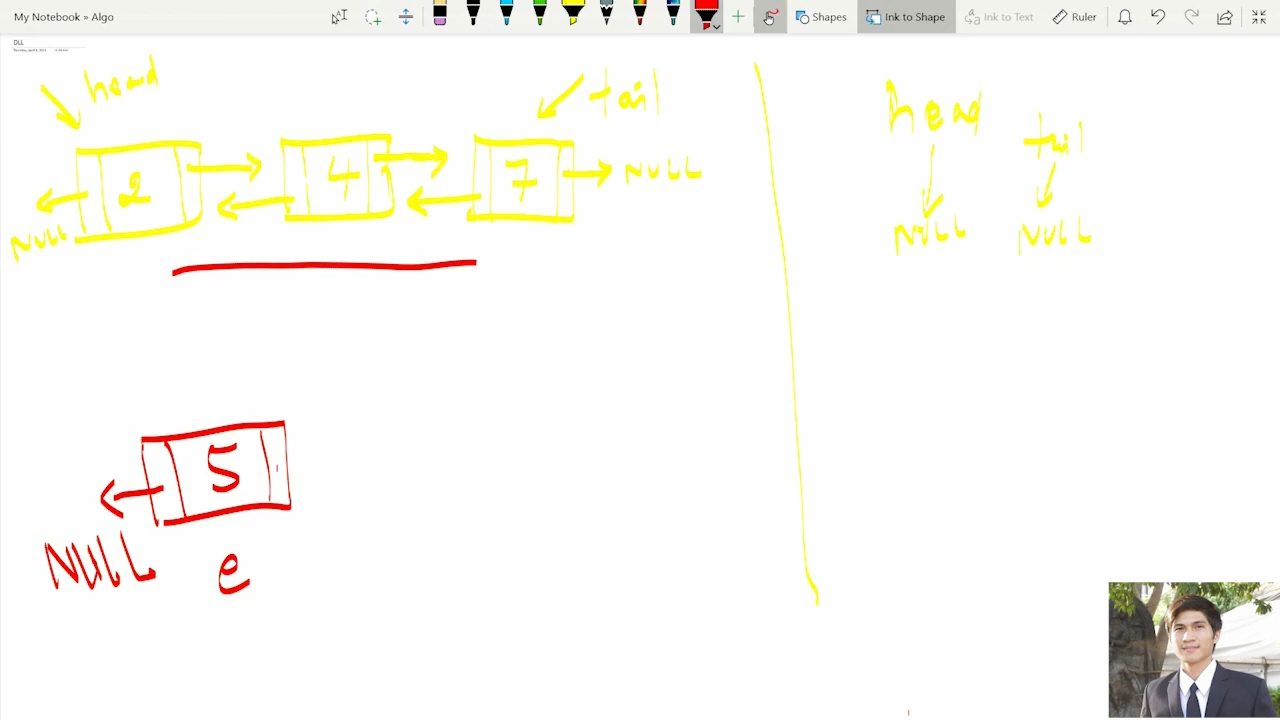 My Notebook » Algo
Shapes
Ink to Shape
Ink to Text
Ruler
DLL
head
tail
2
4
7
NULL
NULL
head
tail
NULL
NULL
5
NULL
e